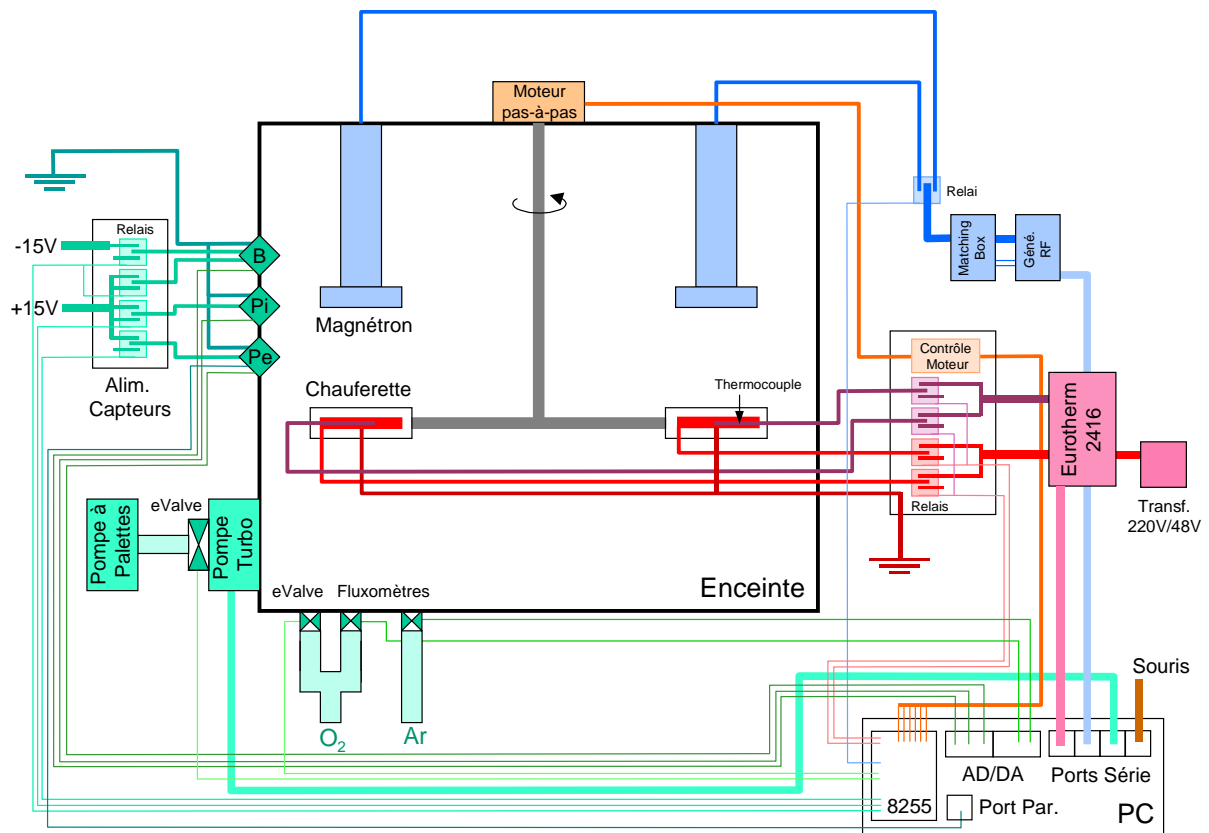 Moteur
pas-à-pas
Relais
-15V
+15V
B
Pi
Pe
Alim.
Capteurs
Magnétron
Relai
Matching
Box
Géné.
RF
Chauferette
Thermocouple
Contrôle
Moteur
Relais
Eurotherm
2416
Transf.
220V/48V
eValve
Pompe à
Palettes
Pompe
Turbo
eValve
Fluxomètres
Enceinte
O2
Ar
Souris
8255
AD/DA
Port Par.
Ports Série
PC